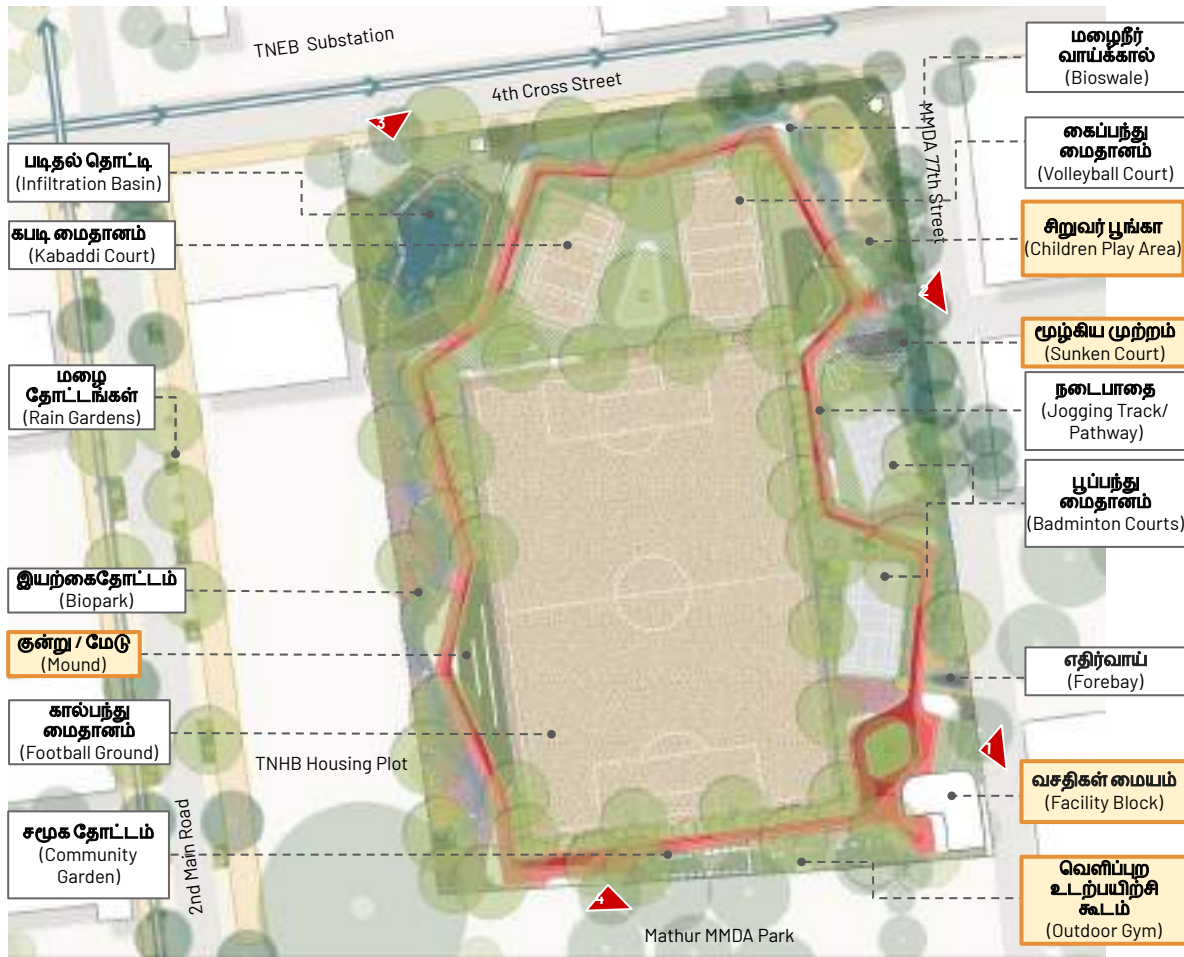 TNEB Substation
4th Cross Street
3
படிதல் தொட்டி
(Infiltration Basin)
கபடி மைதானம்
(Kabaddi Court)
மழை
தோட்டங்கள்
(Rain Gardens)
இயற்கைதோட்டம்
(Biopark)
குன்று / மேடு
(Mound)
கால்பந்து
மைதானம்
(Football Ground)
சமூக தோட்டம்
(Community
Garden)
2nd Main Road
TNHB Housing Plot
4
Mathur MMDA Park
மழைநீர்
வாய்க்கால்
(Bioswale)
கைப்பந்து
மைதானம்
(Volleyball Court)
MMDA 77th Street
சிறுவர் பூங்கா
(Children Play Area)
2
மூழ்கிய முற்றம்
(Sunken Court)
நடைபாதை
(Jogging Track/
Pathway)
பூப்பந்து
மைதானம்
(Badminton Courts)
எதிர்வாய்
(Forebay)
1
வசதிகள் மையம்
(Facility Block)
வெளிப்புற
உடற்பயிற்சி
கூடம்
(Outdoor Gym)